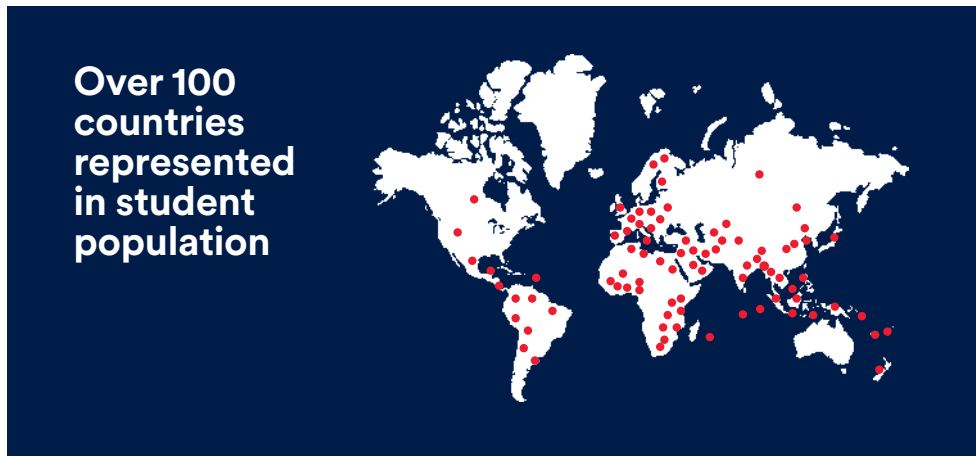 Over 100
countries
represented
in student
population